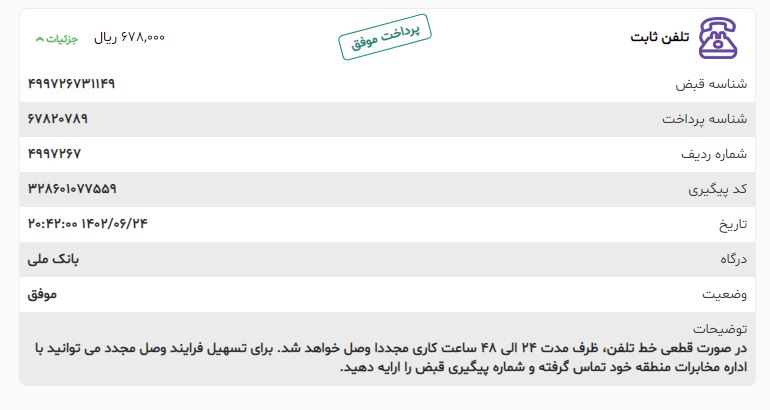 تلفن ثابت
پرداخت موفق
۶۷۸,۰۰۰ ریال
جزئیات
شناسه قبض ۴۹۹۷۲۶۷۳۱۱۴۹
شناسه پرداخت ۶۷۸۲۰۷۸۹
شماره ردیف ۴۹۹۷۲۶۷
کد پیگیری ۳۲۸۶۰۱۰۷۷۵۵۹
تاریخ ۱۴۰۲/۰۶/۲۴ ۲۰:۴۲:۰۰
درگاه بانک ملی
وضعیت موفق
توضیحات
در صورت قطعی خط تلفن، ظرف مدت ۲۴ الی ۴۸ ساعت کاری مجددا وصل خواهد شد. برای تسهیل فرایند وصل مجدد می توانید با
اداره مخابرات منطقه خود تماس گرفته و شماره پیگیری قبض را ارایه دهید.